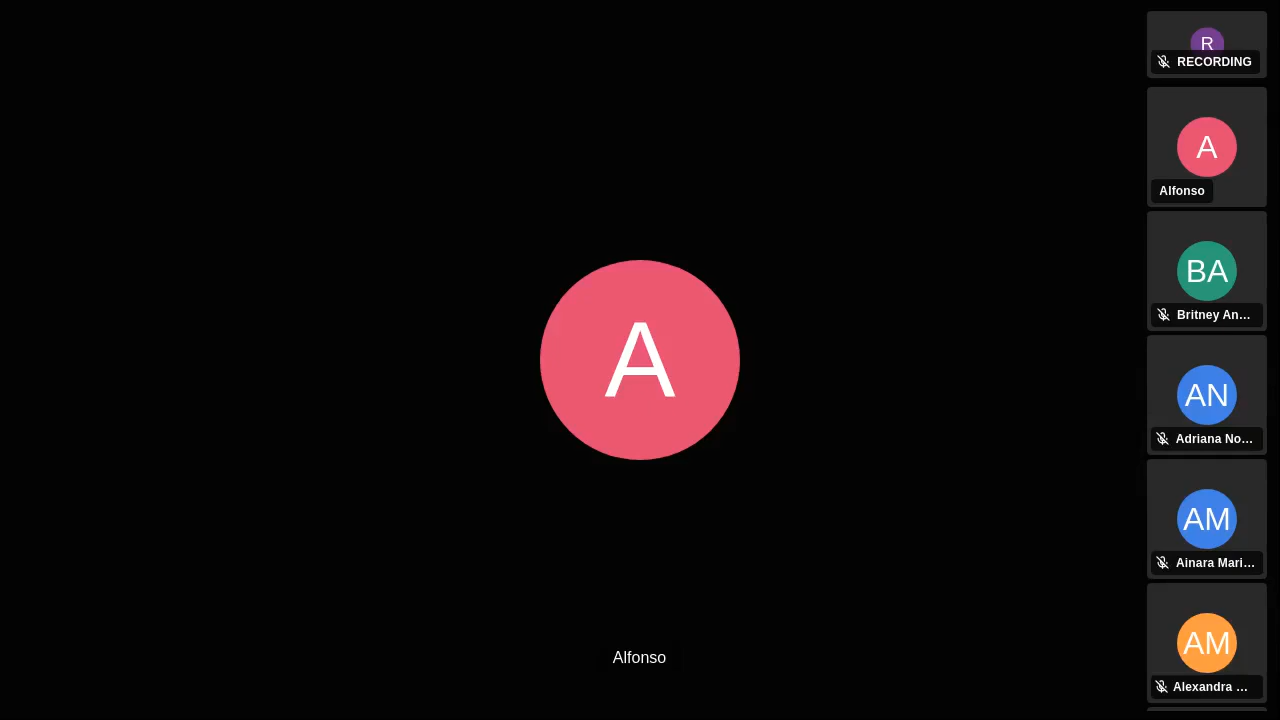 A
Alfonso
R
RECORDING
A
Alfonso
BA
Britney An...
AN
Adriana No...
AM
Ainara Mari...
AM
Alexandra ...